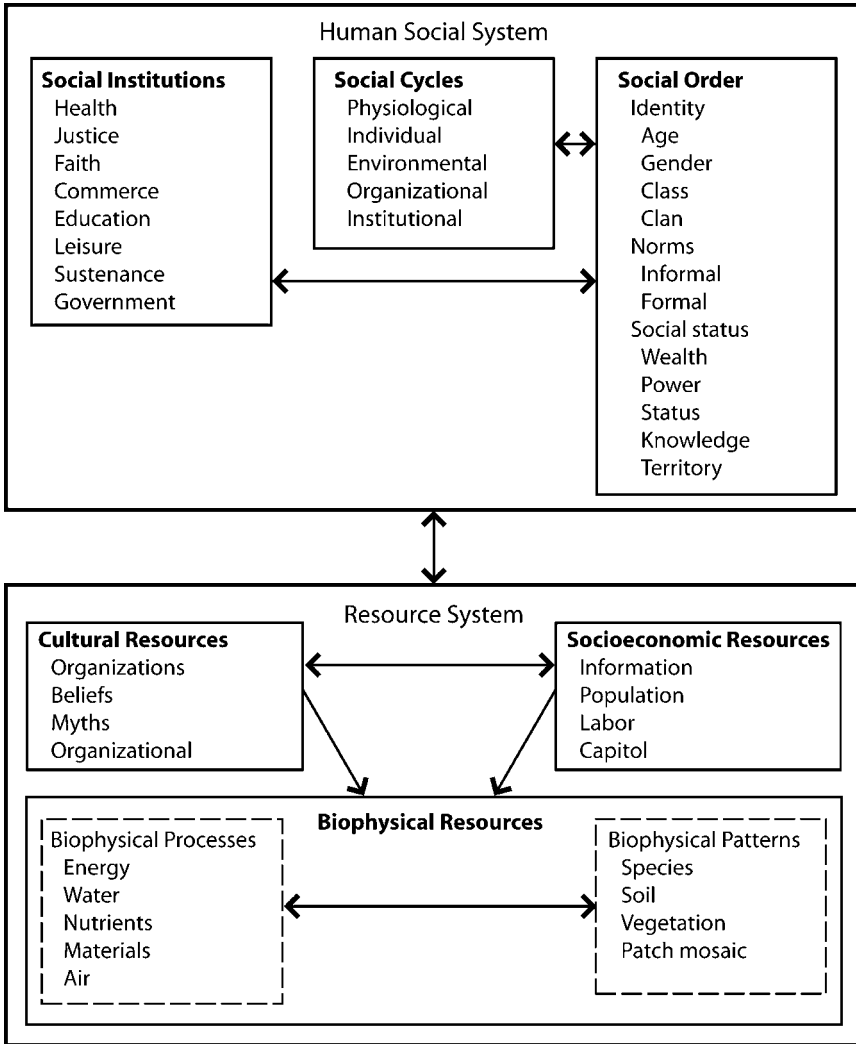 Human Social System
Social Institutions
Health
Justice
Faith
Commerce
Education
Leisure
Sustenance
Government
Social Cycles
Physiological
Individual
Environmental
Organizational
Institutional
Social Order
Identity
Age
Gender
Class
Clan
Norms
Informal
Formal
Social status
Wealth
Power
Status
Knowledge
Territory
Resource System
Cultural Resources
Organizations
Beliefs
Myths
Organizational
Socioeconomic Resources
Information
Population
Labor
Capitol
Biophysical Resources
Biophysical Processes
Energy
Water
Nutrients
Materials
Air
Biophysical Patterns
Species
Soil
Vegetation
Patch mosaic